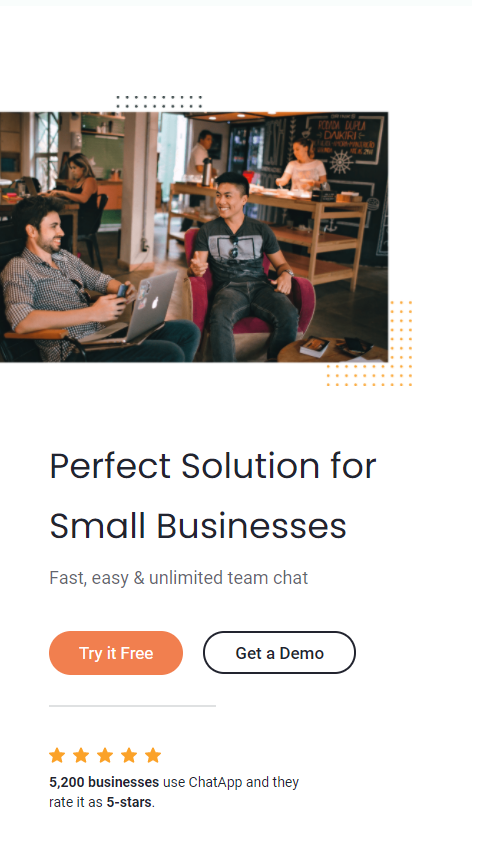 Perfect Solution for
Small Businesses
Fast, easy & unlimited team chat
Try it Free
Get a Demo
5,200 businesses use ChatApp and they
rate it as 5-stars.